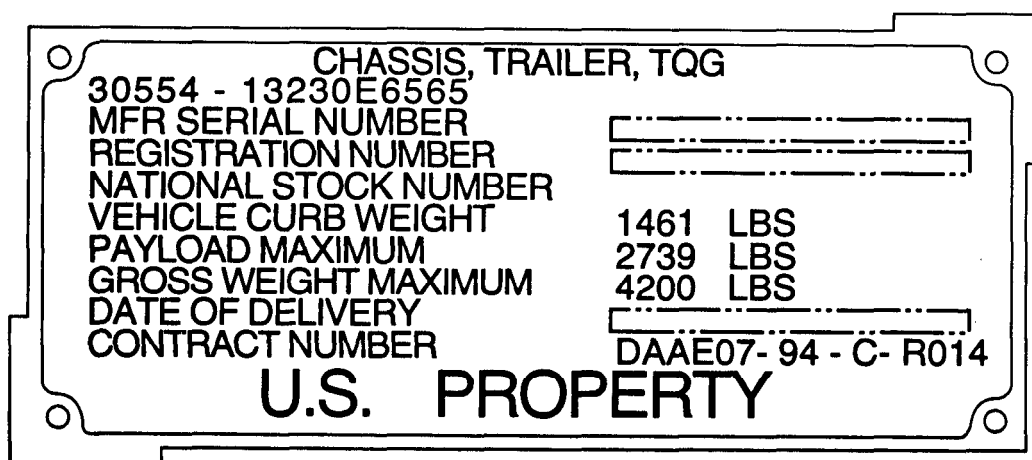 CHASSIS, TRAILER, TQG
30554 - 13230E6565
MFR SERIAL NUMBER
REGISTRATION NUMBER
NATIONAL STOCK NUMBER
VEHICLE CURB WEIGHT 1461 LBS
PAYLOAD MAXIMUM 2739 LBS
GROSS WEIGHT MAXIMUM 4200 LBS
DATE OF DELIVERY
CONTRACT NUMBER DAAE07- 94 - C- R014
U.S. PROPERTY